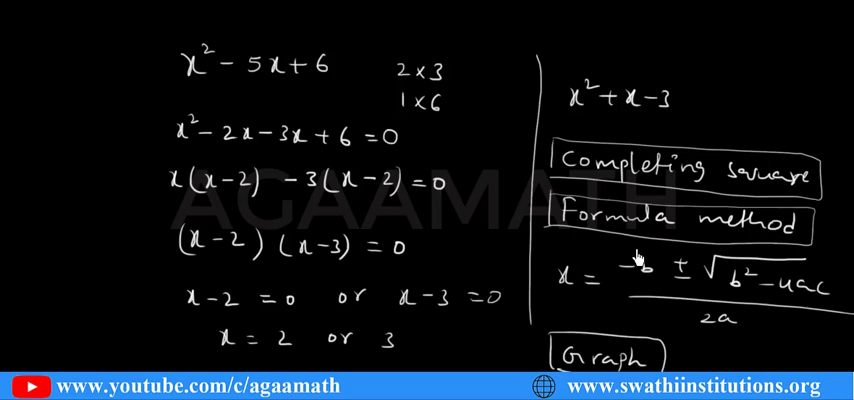 x² - 5x + 6
2 × 3
1 × 6
x² - 2x - 3x + 6 = 0
x(x-2) - 3(x-2) = 0
(x-2) (x-3) = 0
x-2 = 0 or x-3 = 0
x = 2 or 3
x² + x - 3
Completing square
Formula method
x = -b ± √b² - 4ac
2a
Graph
AGAAMATH
www.youtube.com/c/agaamath
www.swathiinstitutions.org